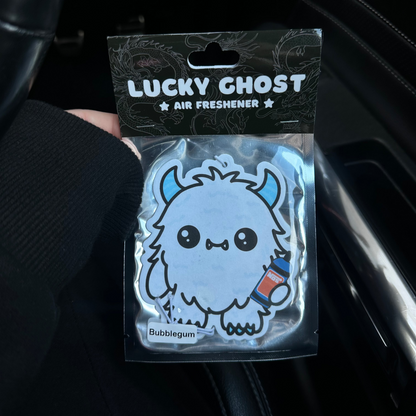 LUCKY GHOST
★ AIR FRESHENER ★
Bubblegum